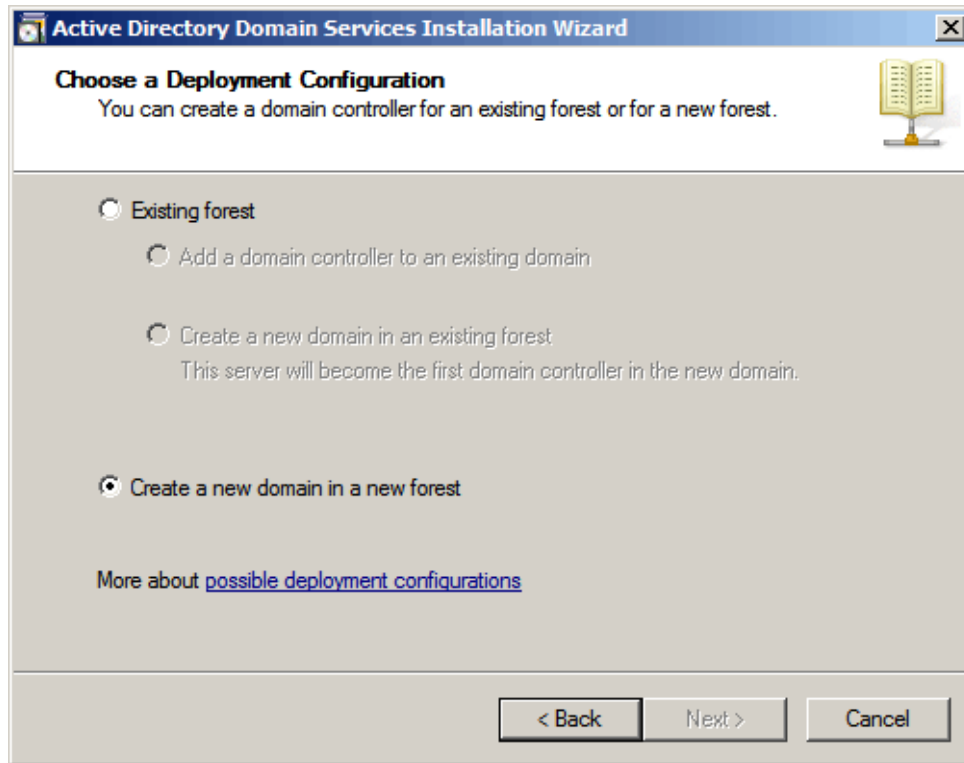 Active Directory Domain Services Installation Wizard
Choose a Deployment Configuration
You can create a domain controller for an existing forest or for a new forest.
Existing forest
Add a domain controller to an existing domain
Create a new domain in an existing forest
This server will become the first domain controller in the new domain.
Create a new domain in a new forest
More about possible deployment configurations
< Back Next > Cancel